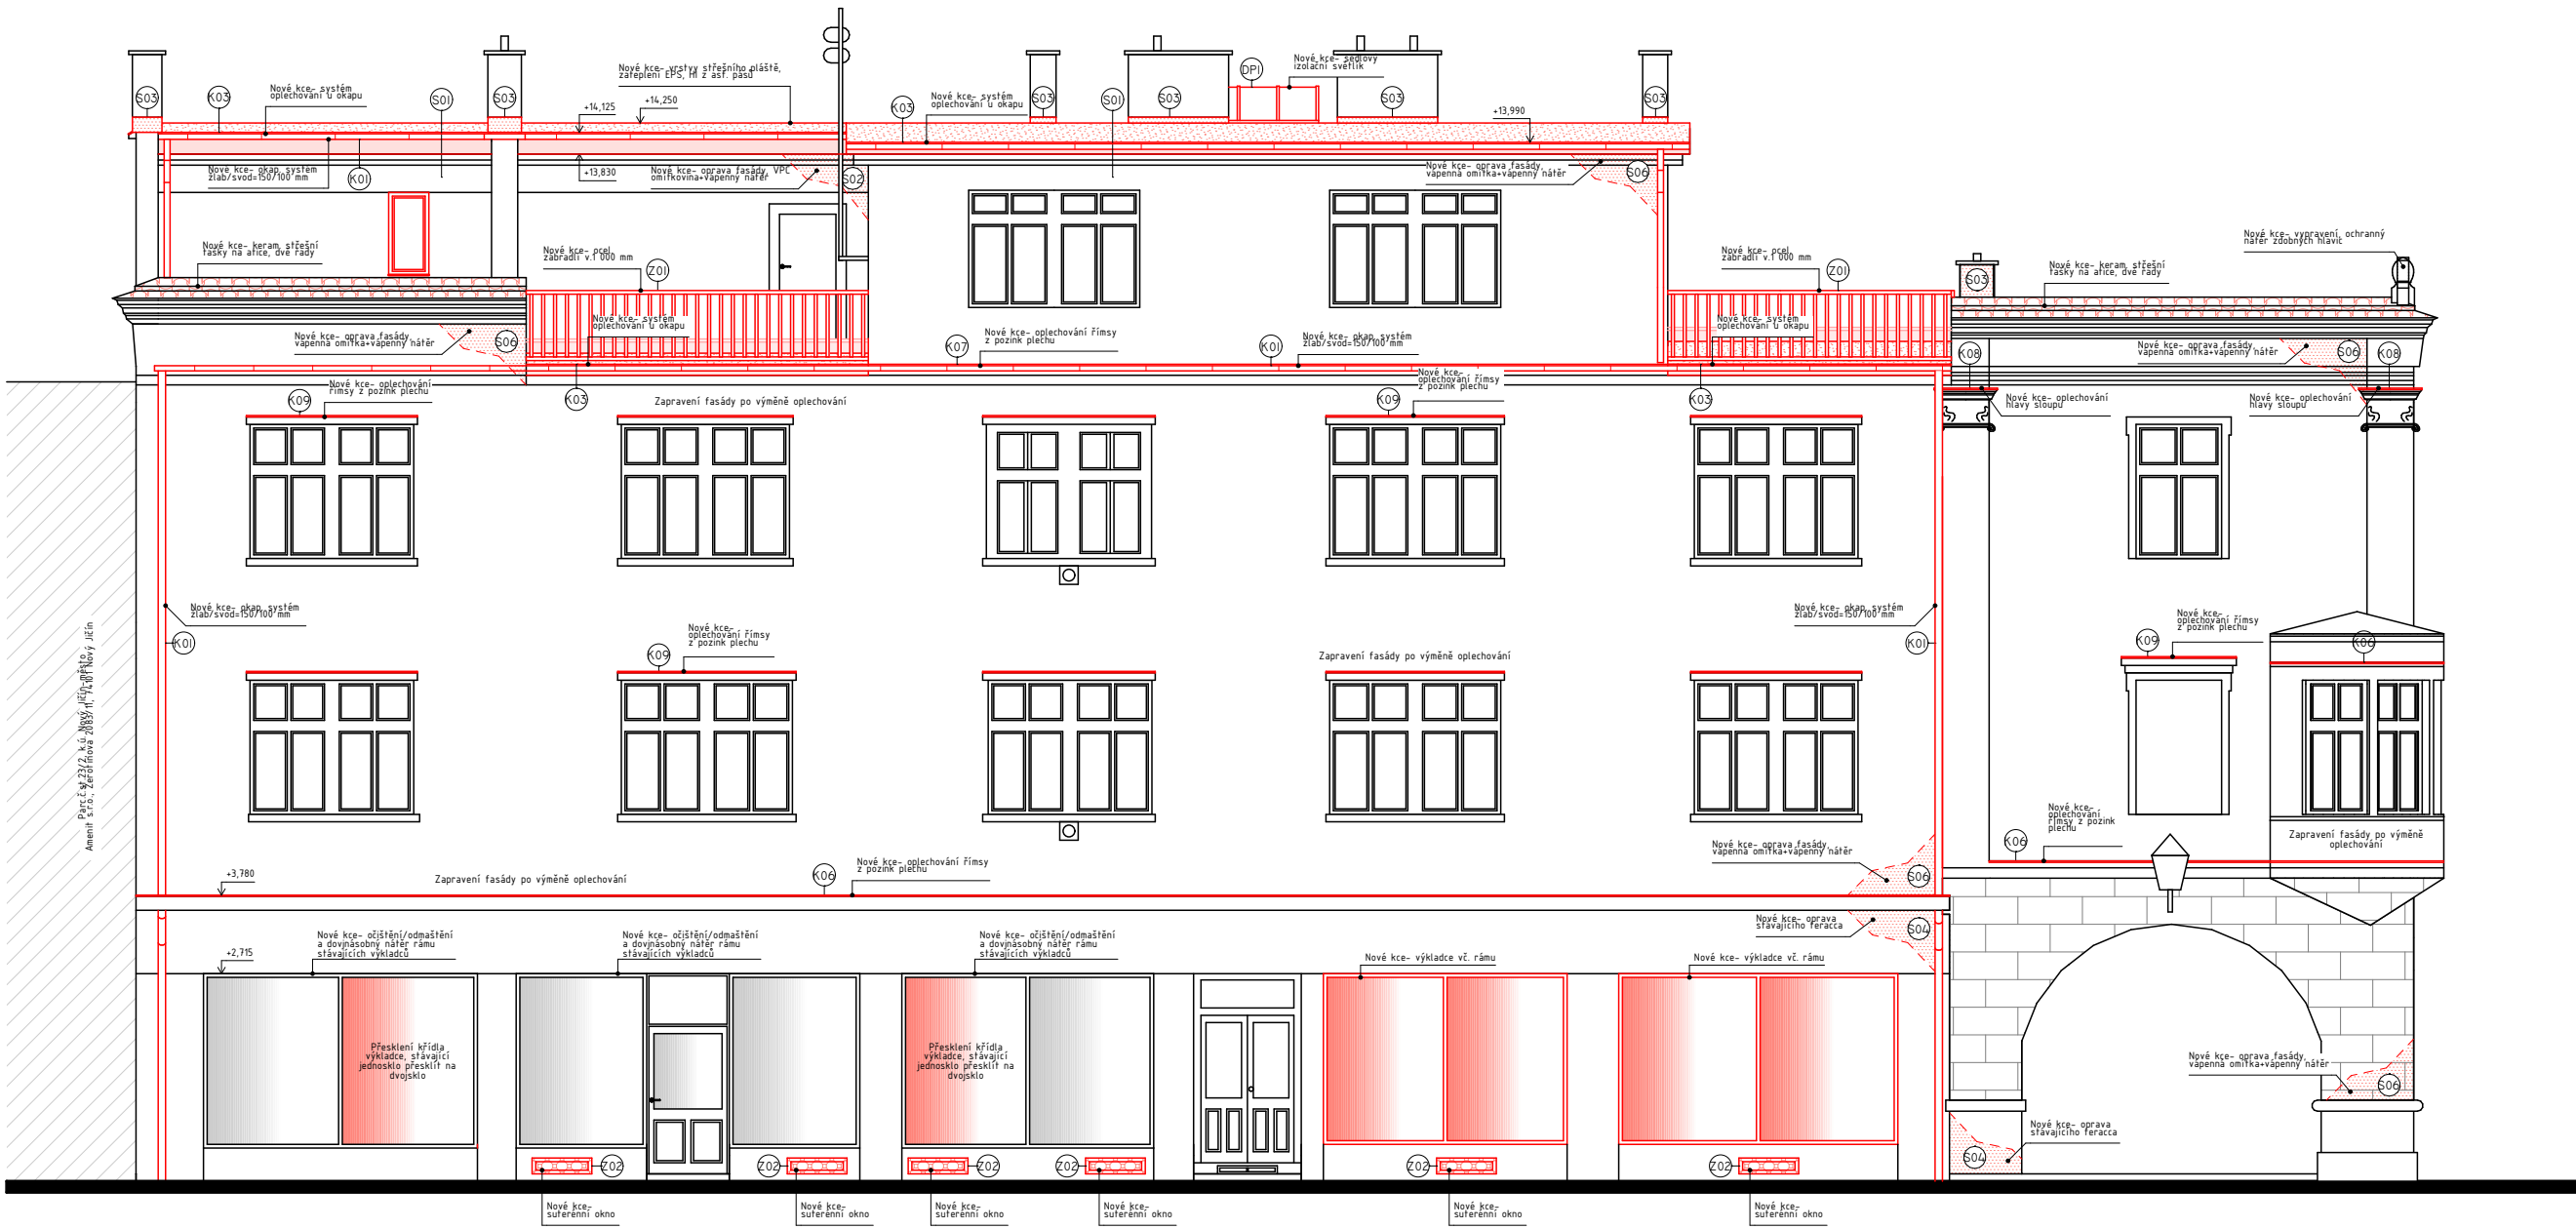 Nové kce- vrstvy střešního pláště,
zateplení EPS, HI z asf. pásů
Nové kce- sedlový
izolační světlík
DP1
S03
K03
Nové kce- systém
oplechování u okapu
S01
S03
+14,125
+14,250
K03
Nové kce- systém
oplechování u okapu
S03
S01
S03
S03
+13,990
S03
Nové kce- okap. systém
žlab/svod=150/100 mm
K01
+13,830
Nové kce- oprava fasády, VPC
omítkovina+vápenný nátěr
S02
Nové kce- oprava fasády,
vápenná omítka+vápenný nátěr
S06
Nové kce- keram. střešní
tašky na atice, dvě řady
Nové kce- ocel.
zábradlí v.1 000 mm
Z01
Nové kce- ocel.
zábradlí v.1 000 mm
Z01
Nové kce- vypravení, ochranný
nátěr zdobných hlavic
S03
Nové kce- keram. střešní
tašky na atice, dvě řady
Nové kce- oprava fasády,
vápenná omítka+vápenný nátěr
S06
Nové kce- systém
oplechování u okapu
K07
Nové kce- oplechování římsy
z pozink plechu
K01
Nové kce- okap. systém
žlab/svod=150/100 mm
Nové kce- systém
oplechování u okapu
K08
Nové kce- oprava fasády,
vápenná omítka+vápenný nátěr
S06
K08
K09
Nové kce- oplechování
římsy z pozink plechu
K03
Zapravení fasády po výměně oplechování
K09
Nové kce-
oplechování římsy
z pozink plechu
K03
Nové kce- oplechování
hlavy sloupu
Nové kce- oplechování
hlavy sloupu
Nové kce- okap. systém
žlab/svod=150/100 mm
K01
Nové kce-
oplechování římsy
z pozink plechu
K09
Zapravení fasády po výměně oplechování
Nové kce- okap. systém
žlab/svod=150/100 mm
K01
Nové kce-
oplechování římsy
z pozink plechu
K09
K06
Parc.č.st.23/2, k.ú. Nový Jičín-město
Amenit s.r.o., Žerotínova 2083/11, 74101 Nový Jičín
+3,780
Zapravení fasády po výměně oplechování
K06
Nové kce- oplechování římsy
z pozink plechu
Nové kce- oprava fasády,
vápenná omítka+vápenný nátěr
S06
Nové kce-
oplechování
římsy z pozink
plechu
K06
Zapravení fasády po výměně
oplechování
+2,715
Nové kce- očištění/odmaštění
a dvojnásobný nátěr rámu
stávajících výkladců
Nové kce- očištění/odmaštění
a dvojnásobný nátěr rámu
stávajících výkladců
Nové kce- očištění/odmaštění
a dvojnásobný nátěr rámu
stávajících výkladců
Nové kce- výkladce vč. rámu
Nové kce- výkladce vč. rámu
Nové kce- oprava
stávajícího teracca
S04
Přesklení křídla
výkladce, stávající
jednosklo přesklít na
dvojsklo
Přesklení křídla
výkladce, stávající
jednosklo přesklít na
dvojsklo
Nové kce- oprava fasády,
vápenná omítka+vápenný nátěr
S06
Nové kce- oprava
stávajícího teracca
S04
Z02
Z02
Z02
Z02
Z02
Z02
Nové kce-
suterénní okno
Nové kce-
suterénní okno
Nové kce-
suterénní okno
Nové kce-
suterénní okno
Nové kce-
suterénní okno
Nové kce-
suterénní okno